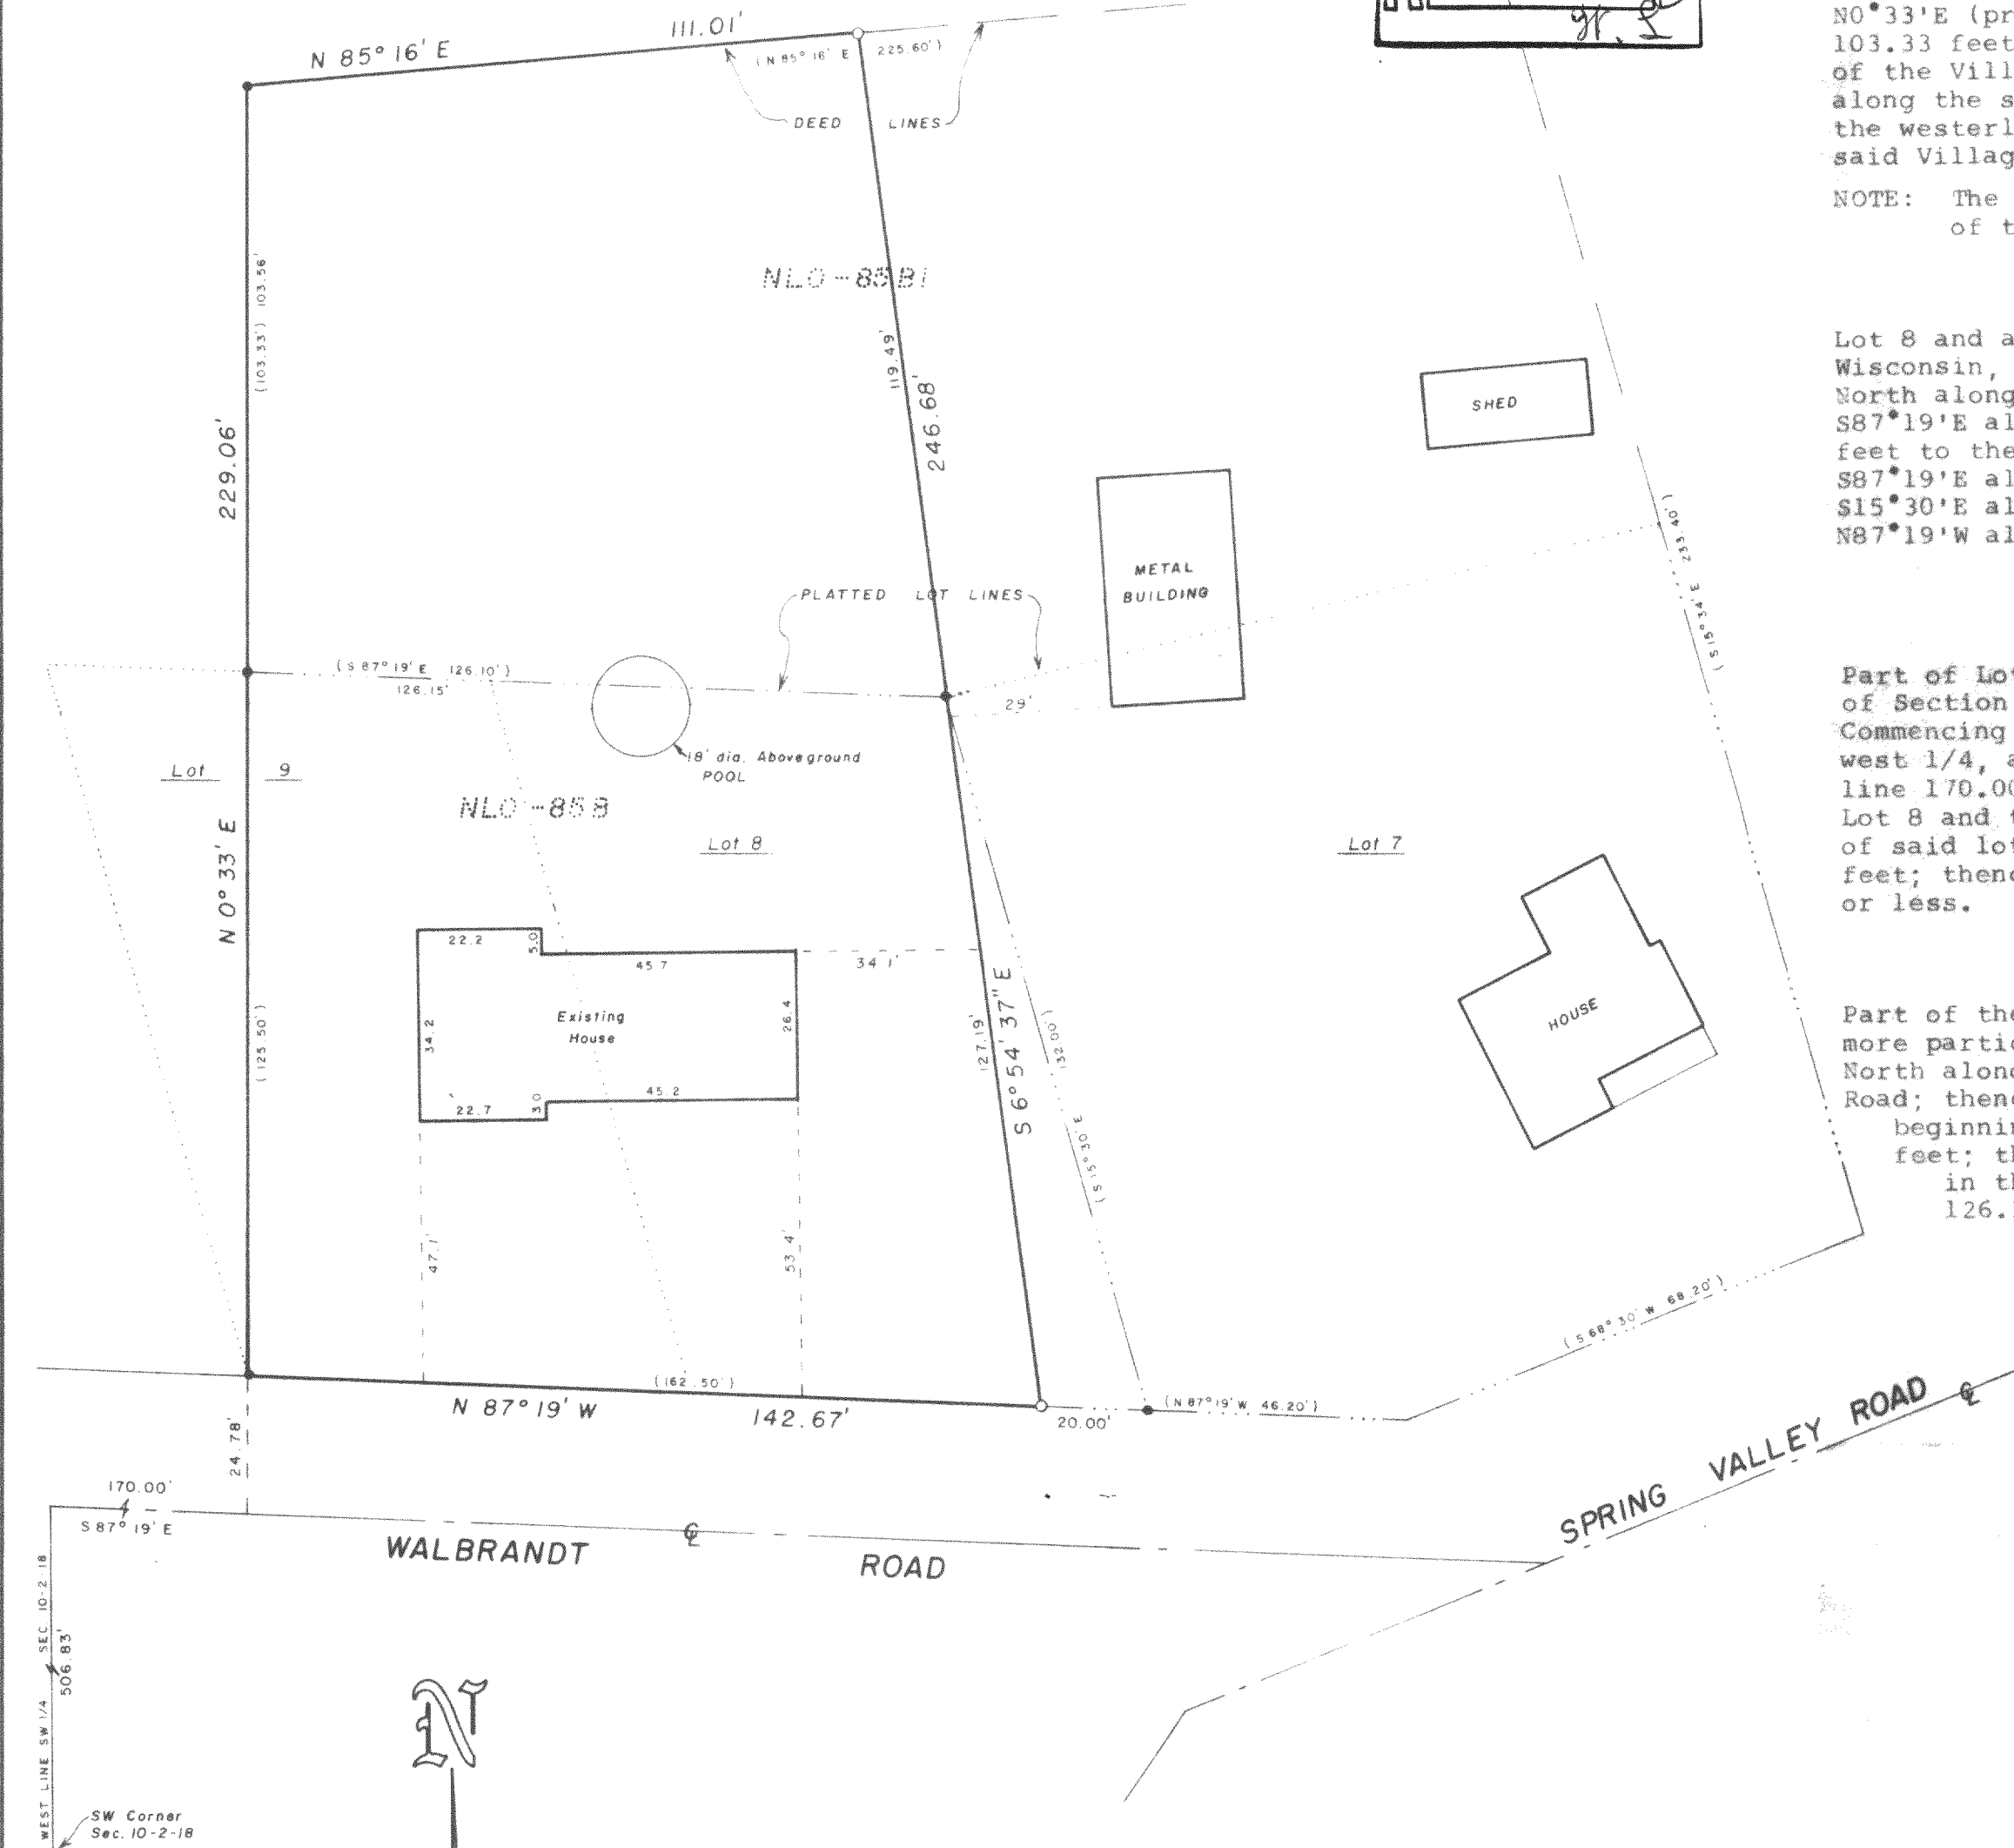 111.01'
N 85° 16' E
(N 85° 16' E 225.60')
DEED LINES
NLO-85B1
(103.33') 103.56'
119.49'
246.68'
229.06'
SHED
METAL
BUILDING
PLATTED LOT LINES
(S 15° 34' E 233.40')
(S 87° 19' E 126.10')
126.15'
29'
18' dia. Aboveground
POOL
Lot 9
NLO-85B
Lot 8
Lot 7
N 0° 33' E
22.2
5.0
45.7
34.1'
Existing
House
34.2
26.4
(125.50')
127.19'
S 6° 54' 37" E
132.00')
(S 15° 30' E
HOUSE
22.7
3.0
45.2
47.1'
53.4'
(S 68° 30' W 68.20')
(162.50')
N 87° 19' W 142.67'
20.00'
(N 87° 19' W 46.20')
24.78'
170.00'
S 87° 19' E
WALBRANDT ROAD
SPRING VALLEY ROAD
WEST LINE SW 1/4 SEC 10-2-18
506.83'
N
SW Corner
Sec. 10-2-18
N0°33'E (pr
103.33 feet
of the Vill
along the s
the westerl
said Villag
NOTE: The
of t
Lot 8 and a
Wisconsin,
North along
S87°19'E al
feet to the
S87°19'E al
S15°30'E al
N87°19'W al
Part of Lo
of Section
Commencing
west 1/4, a
line 170.00
Lot 8 and t
of said lot
feet; thenc
or less.
Part of the
more partic
North along
Road; thenc
beginnin
feet; th
in th
126.